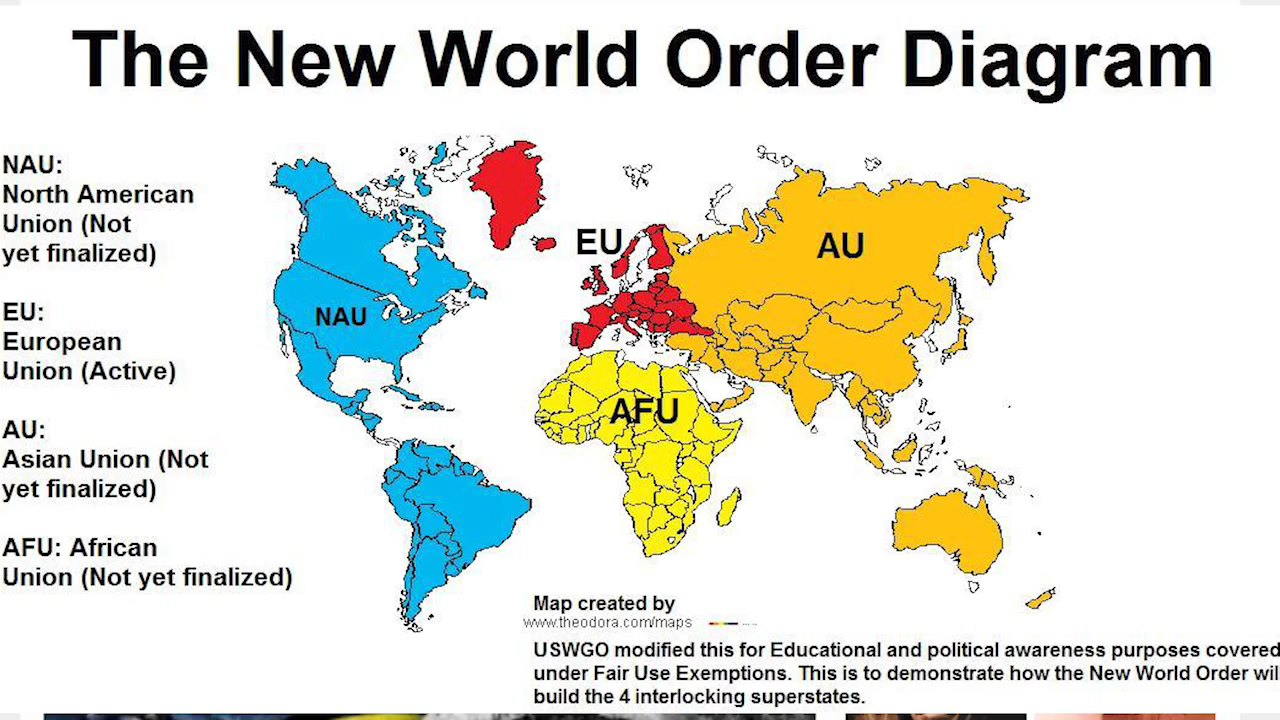 The New World Order Diagram
NAU:
North American
Union (Not
yet finalized)
EU:
European
Union (Active)
AU:
Asian Union (Not
yet finalized)
AFU: African
Union (Not yet finalized)
NAU
EU
AU
AFU
Map created by
www.theodora.com/maps
USWGO modified this for Educational and political awareness purposes covered
under Fair Use Exemptions. This is to demonstrate how the New World Order wil
build the 4 interlocking superstates.